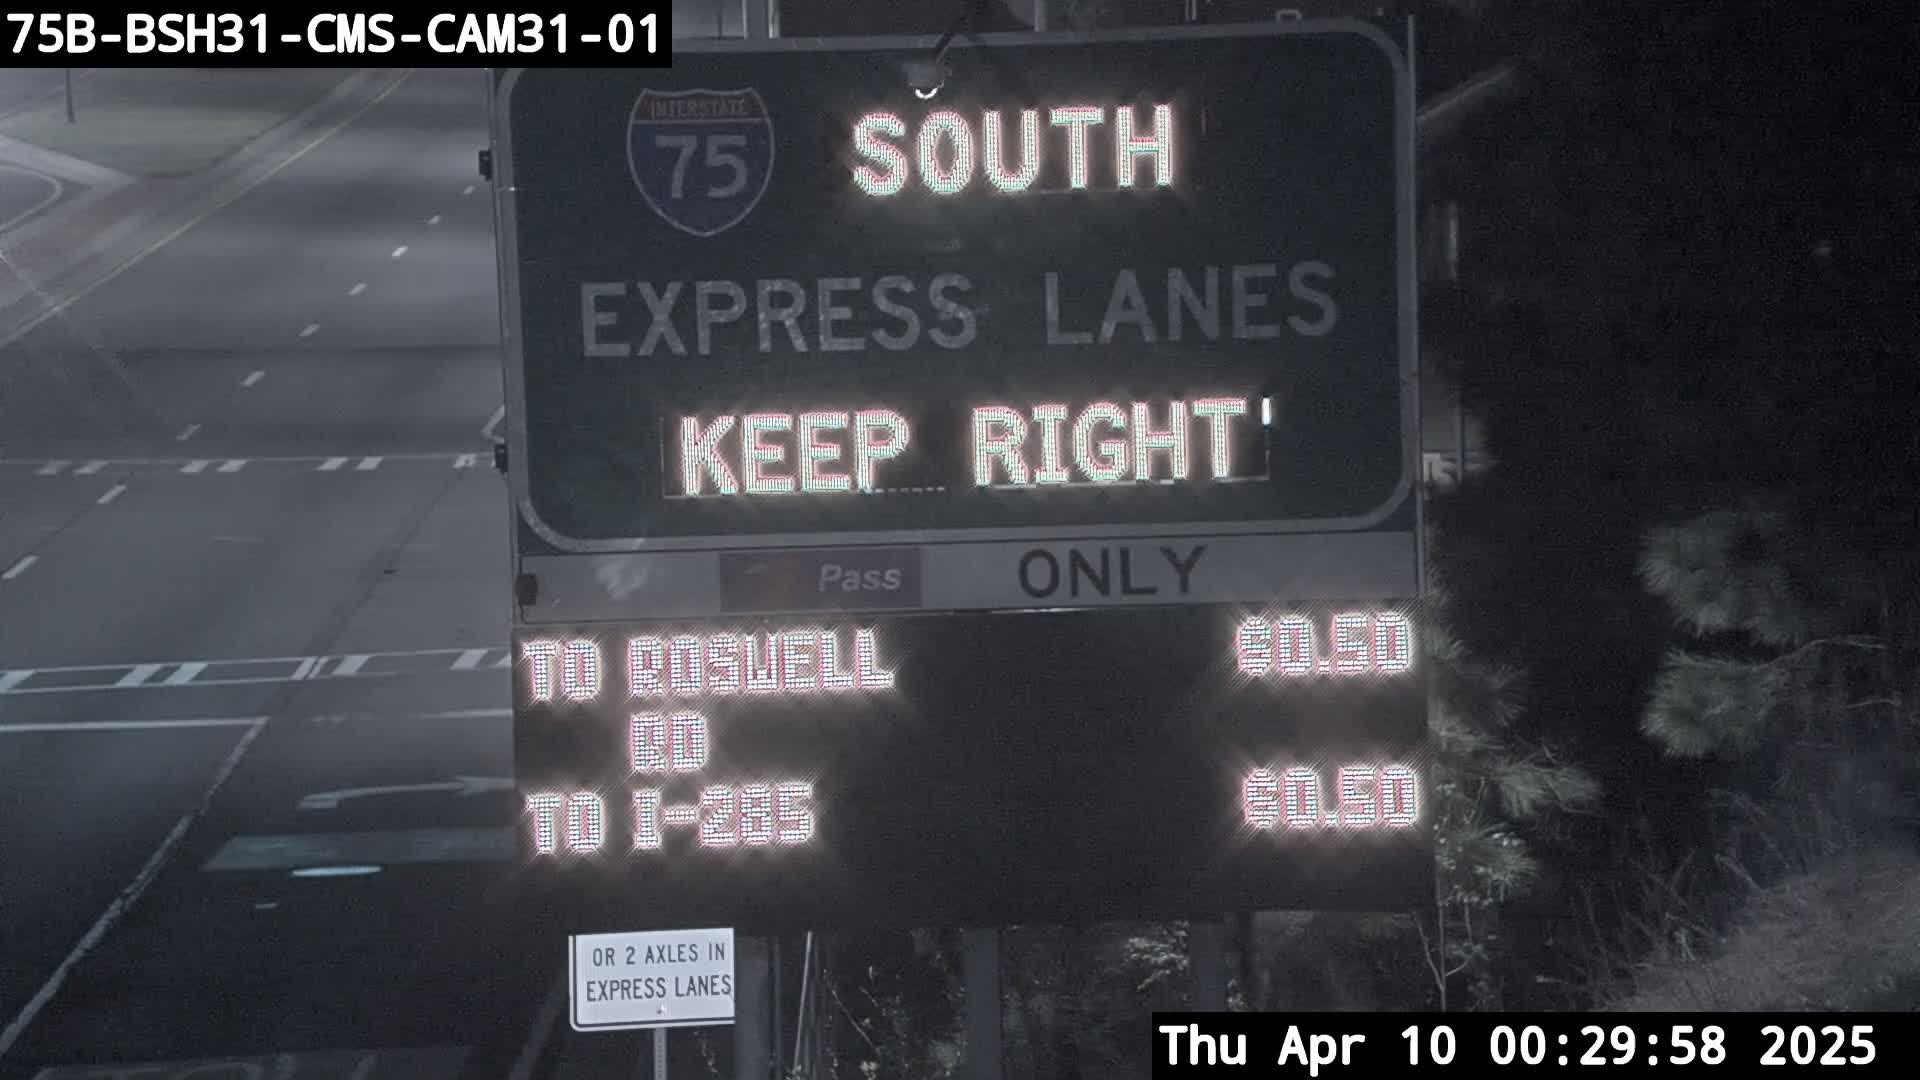 75B-BSH31-CMS-CAM31-01
INTERSTATE
75
SOUTH
EXPRESS LANES
KEEP RIGHT
Pass ONLY
TO ROSWELL $0.50
RD
TO I-285 $0.50
OR 2 AXLES IN
EXPRESS LANES
Thu Apr 10 00:29:58 2025